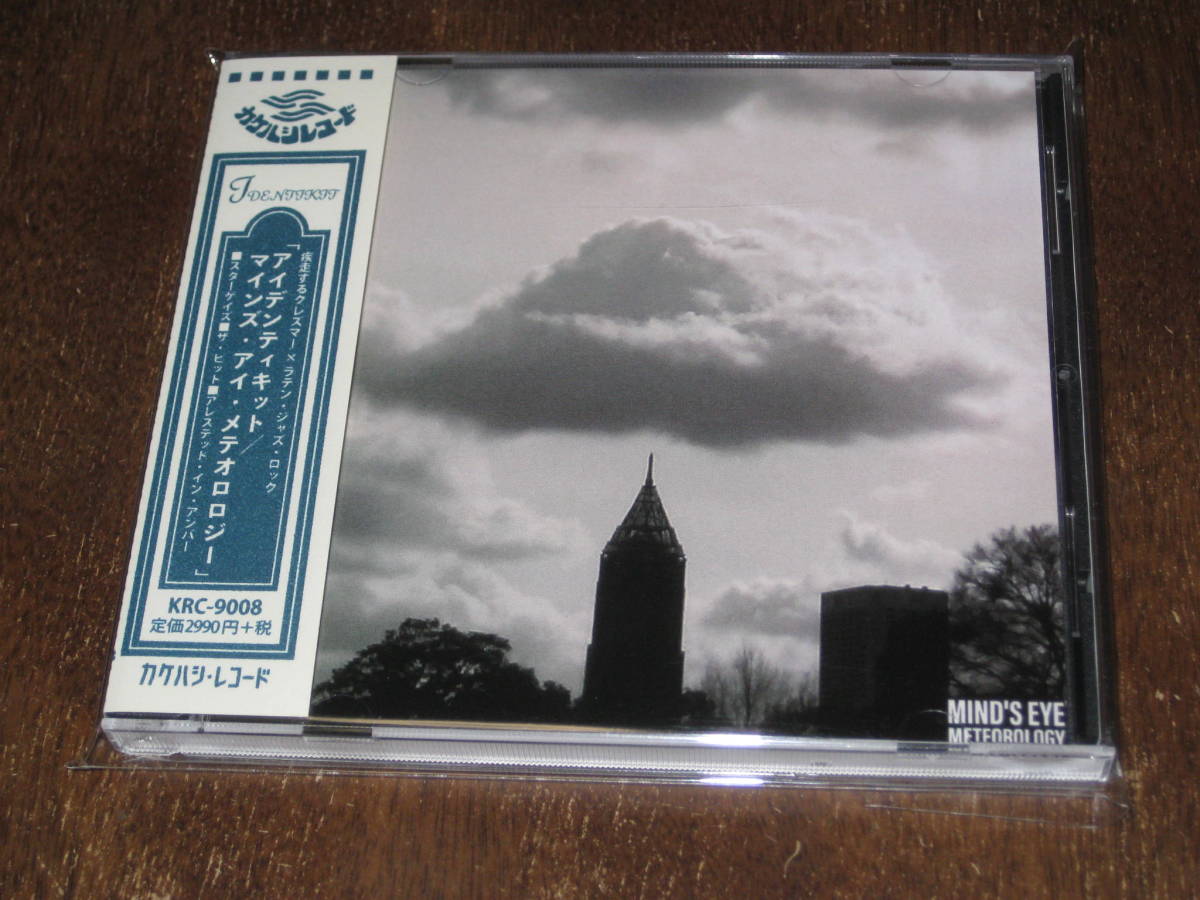 カケハシレコード
IDENTIKIT
「疾走するクレズマー×ラテン・ジャズ・ロック
アイデンティキット/
マインズ・アイ・メテオロロジー」
■スターゲイズ■ザ・ヒット■アレステッド・イン・アンバー
KRC-9008
定価2990円+税
カケハシ・レコード
MIND'S EYE
METEOROLOGY